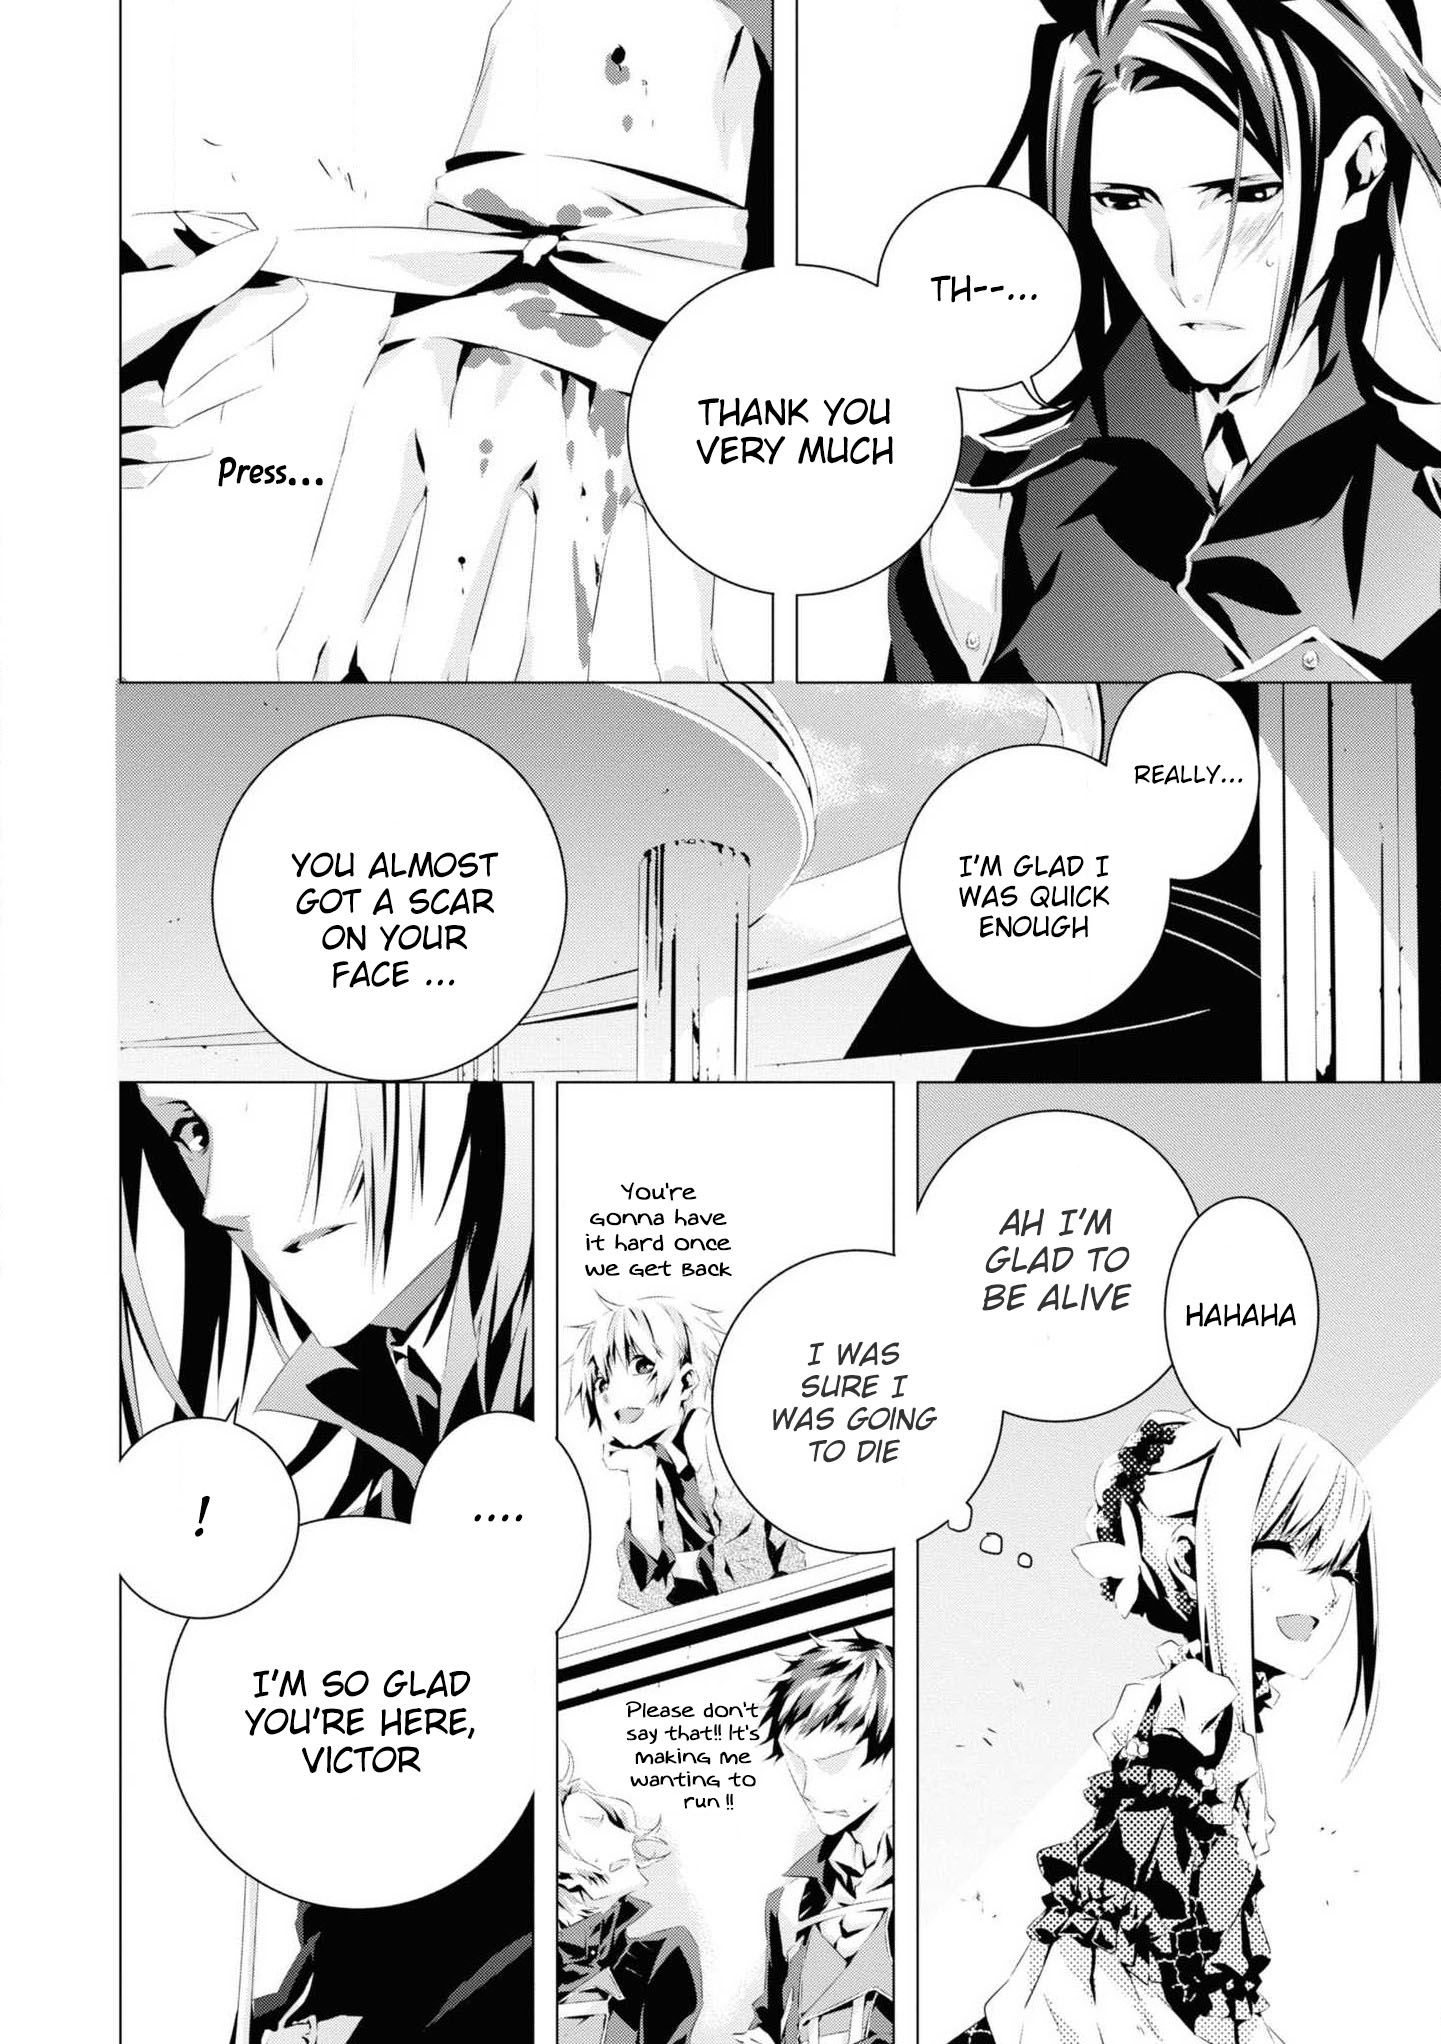 TH--...
THANK YOU
VERY MUCH
Press...
REALLY...
I'M GLAD I
WAS QUICK
ENOUGH
YOU ALMOST
GOT A SCAR
ON YOUR
FACE ...
HAHAHA
AH I'M
GLAD TO
BE ALIVE
I WAS
SURE I
WAS GOING
TO DIE
You're
gonna have
it hard once
we get back
Please don't
say that!! It's
making me
wanting to
run !!
....
!
I'M SO GLAD
YOU'RE HERE,
VICTOR